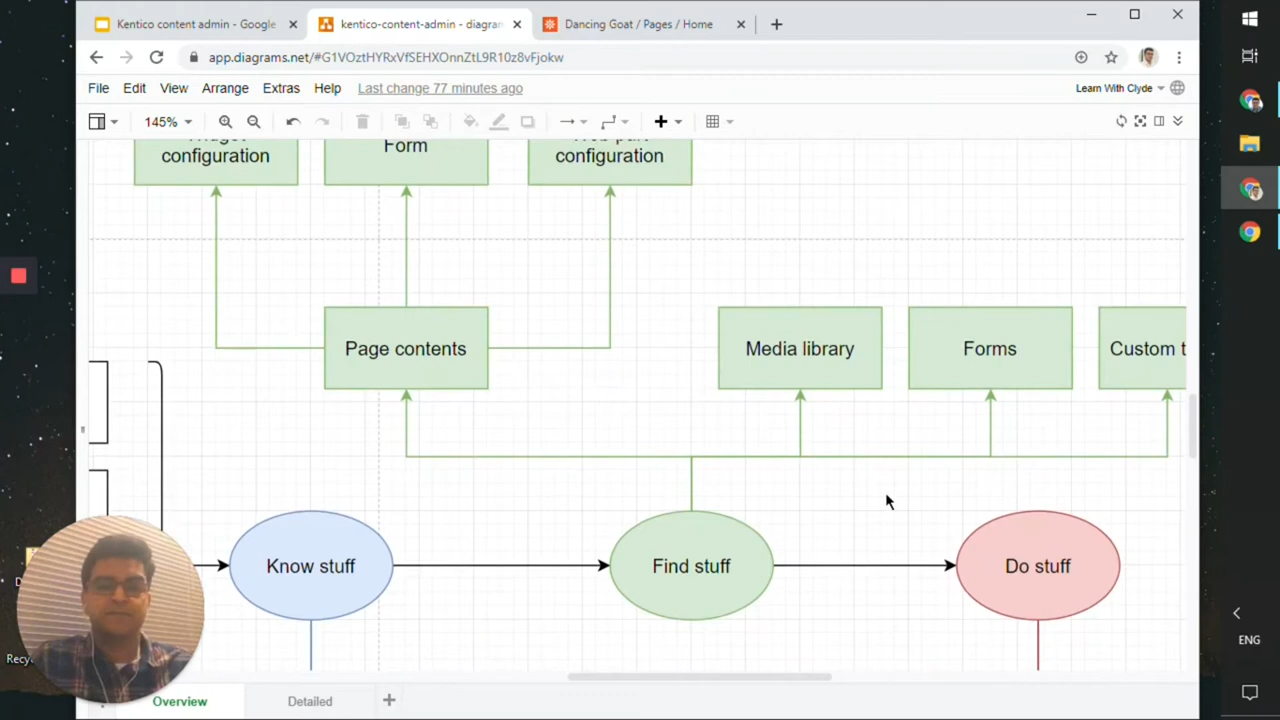 Kentico content admin - Google
kentico-content-admin - diagram
Dancing Goat / Pages / Home
app.diagrams.net/#G1VOztHYRxVfSEHXOnnZtL9R10z8vFjokw
File Edit View Arrange Extras Help Last change 77 minutes ago
Learn With Clyde
145%
configuration
Form
configuration
Page contents
Media library
Forms
Custom t
Know stuff
Find stuff
Do stuff
Recy
ENG
Overview
Detailed